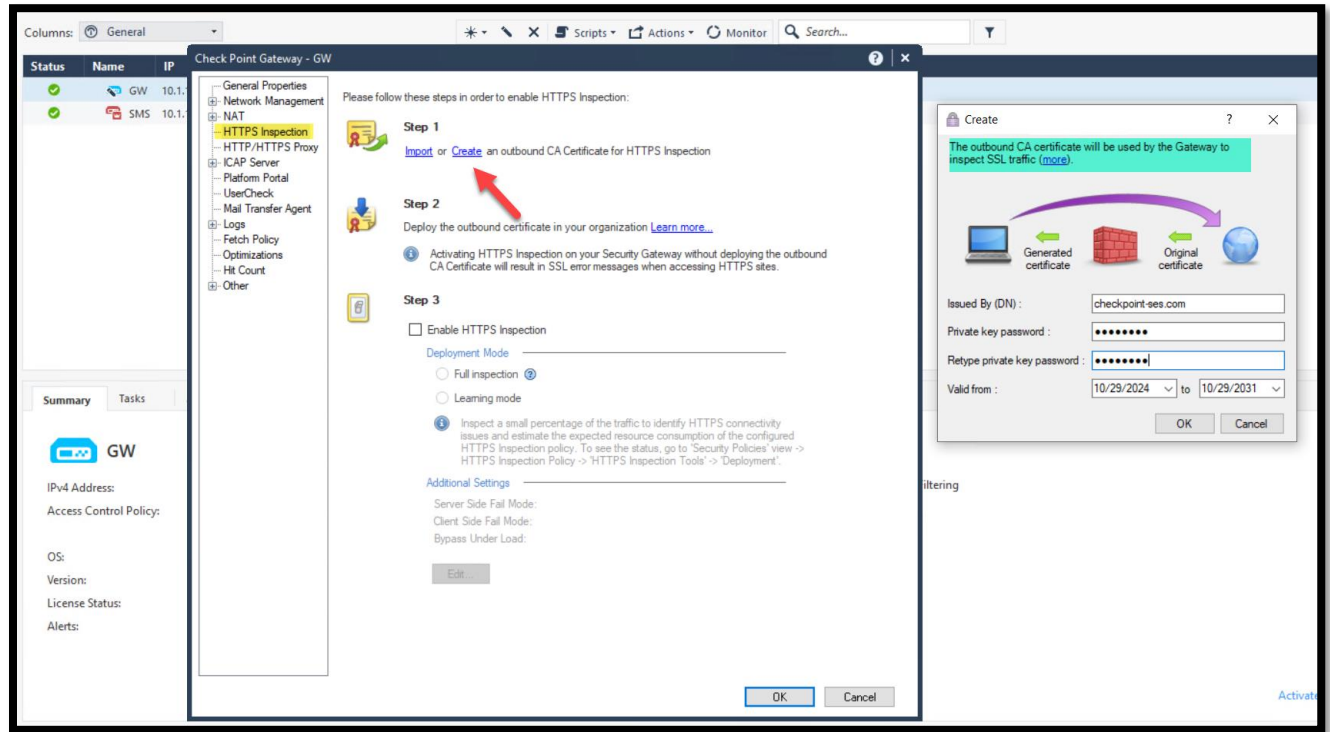 Columns: General
Scripts Actions Monitor Search...
Status Name IP
GW 10.1.
SMS 10.1.
Check Point Gateway - GW
General Properties
Network Management
NAT
HTTPS Inspection
HTTP/HTTPS Proxy
ICAP Server
Platform Portal
UserCheck
Mail Transfer Agent
Logs
Fetch Policy
Optimizations
Hit Count
Other
Please follow these steps in order to enable HTTPS Inspection:
Step 1
Import or Create an outbound CA Certificate for HTTPS Inspection
Step 2
Deploy the outbound certificate in your organization Learn more...
Activating HTTPS Inspection on your Security Gateway without deploying the outbound
CA Certificate will result in SSL error messages when accessing HTTPS sites.
Step 3
Enable HTTPS Inspection
Deployment Mode
Full inspection ?
Learning mode
Inspect a small percentage of the traffic to identify HTTPS connectivity
issues and estimate the expected resource consumption of the configured
HTTPS Inspection policy. To see the status, go to 'Security Policies' view ->
HTTPS Inspection Policy -> 'HTTPS Inspection Tools' -> 'Deployment'.
Additional Settings
Server Side Fail Mode:
Client Side Fail Mode:
Bypass Under Load:
Edit...
OK Cancel
Create ? X
The outbound CA certificate will be used by the Gateway to
inspect SSL traffic (more).
Generated
certificate
Original
certificate
Issued By (DN) : checkpoint-ses.com
Private key password : ••••••••
Retype private key password : ••••••••
Valid from : 10/29/2024 to 10/29/2031
OK Cancel
Summary Tasks
GW
IPv4 Address:
Access Control Policy:
OS:
Version:
License Status:
Alerts:
iltering
Activate